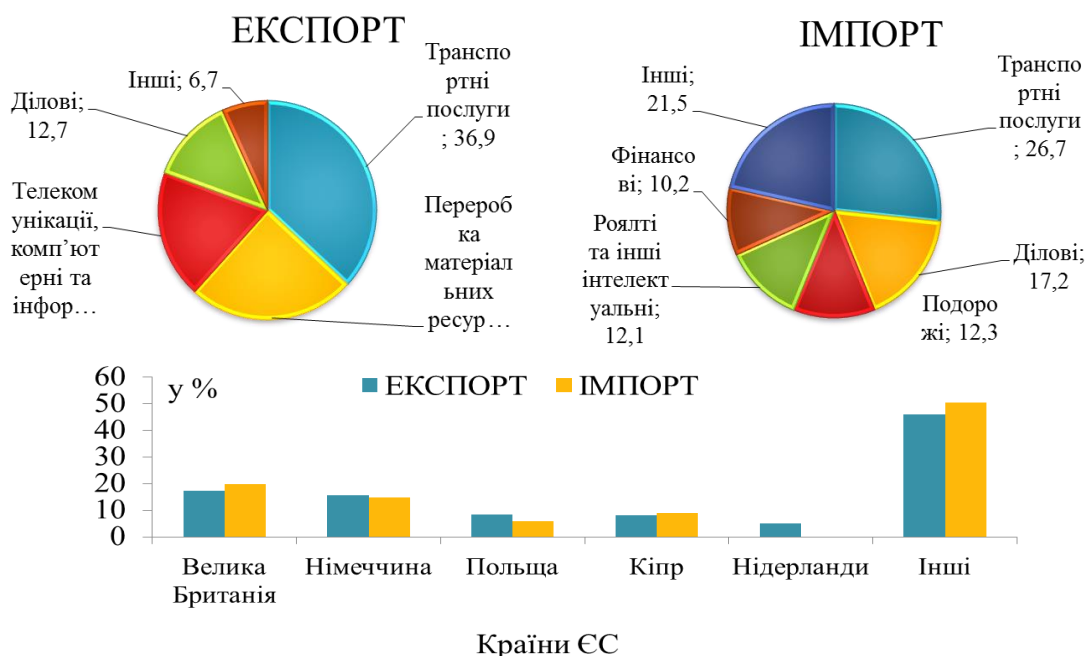 ЕКСПОРТ
Інші; 6,7
Ділові;
12,7
Телеком
унікації,
комп’ют
ерні та
інфор…
Транспо
ртні
послуги
; 36,9
Перероб
ка
матеріал
ьних
ресур…
ІМПОРТ
Інші;
21,5
Фінансо
ві; 10,2
Роялті
та інші
інтелект
уальні;
12,1
Транспо
ртні
послуги
; 26,7
Ділові;
17,2
Подоро
жі; 12,3
у %
ЕКСПОРТ ІМПОРТ
60
50
40
30
20
10
0
Велика
Британія
Німеччина
Польща
Кіпр
Нідерланди
Інші
Країни ЄС